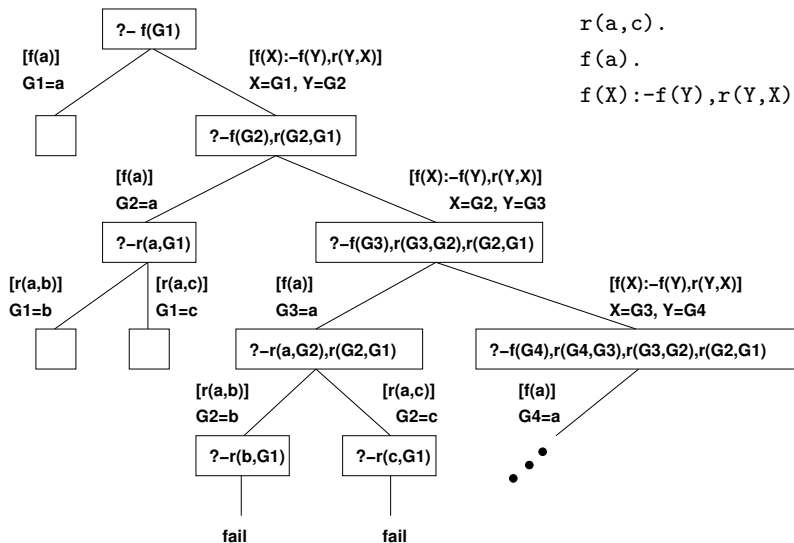 ?– f(G1)
r(a,c).
f(a).
f(X):-f(Y),r(Y,X)
[f(a)]
G1=a
[f(X):–f(Y),r(Y,X)]
X=G1, Y=G2
?–f(G2),r(G2,G1)
[f(a)]
G2=a
[f(X):–f(Y),r(Y,X)]
X=G2, Y=G3
?–r(a,G1)
?–f(G3),r(G3,G2),r(G2,G1)
[r(a,b)]
G1=b
[r(a,c)]
G1=c
[f(a)]
G3=a
[f(X):–f(Y),r(Y,X)]
X=G3, Y=G4
?–r(a,G2),r(G2,G1)
?–f(G4),r(G4,G3),r(G3,G2),r(G2,G1)
[r(a,b)]
G2=b
[r(a,c)]
G2=c
[f(a)]
G4=a
?–r(b,G1)
?–r(c,G1)
fail
fail